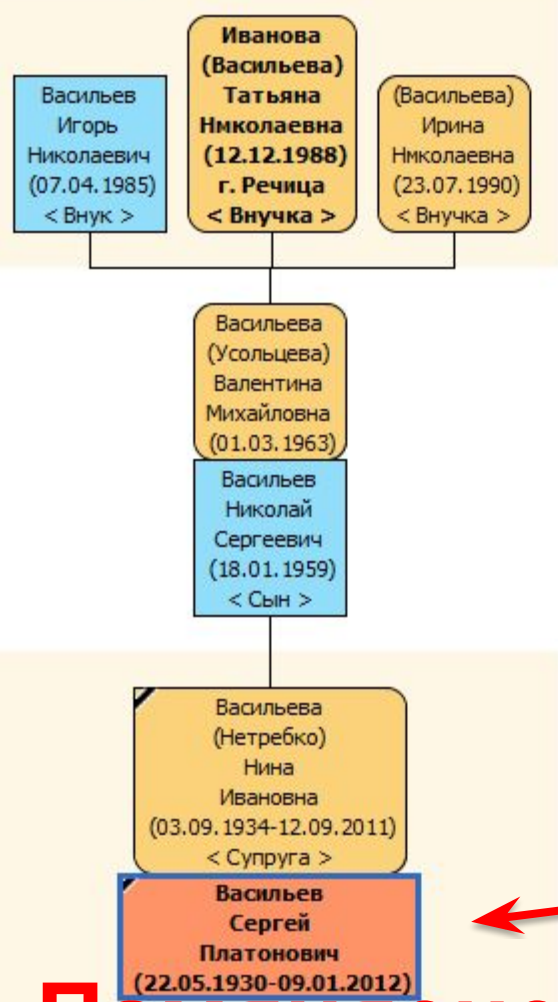 Васильев
Игорь
Николаевич
(07.04.1985)
< Внук >
Иванова
(Васильева)
Татьяна
Нмколаевна
(12.12.1988)
г. Речица
< Внучка >
(Васильева)
Ирина
Нмколаевна
(23.07.1990)
< Внучка >
Васильева
(Усольцева)
Валентина
Михайловна
(01.03.1963)
Васильев
Николай
Сергеевич
(18.01.1959)
< Сын >
Васильева
(Нетребко)
Нина
Ивановна
(03.09.1934-12.09.2011)
< Супруга >
Васильев
Сергей
Платонович
(22.05.1930-09.01.2012)